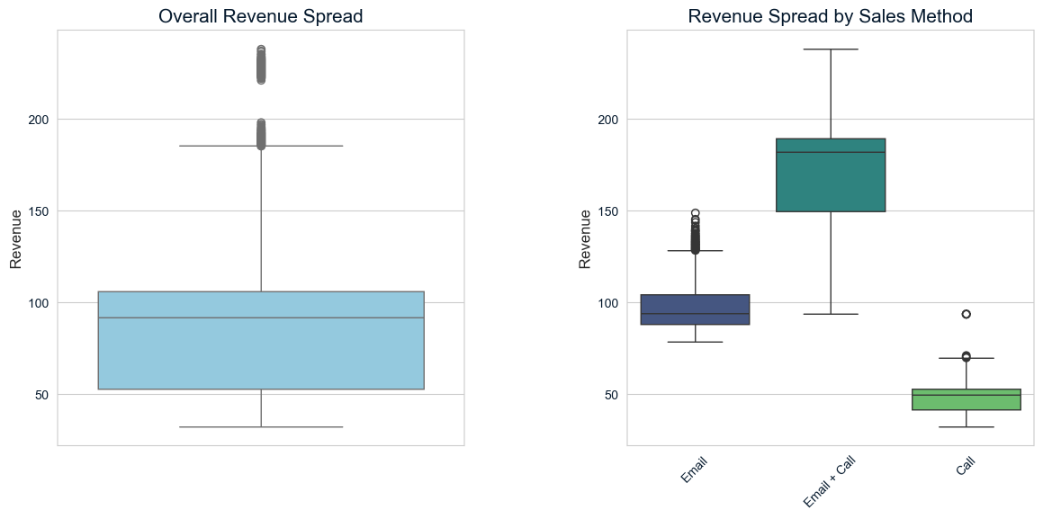 Overall Revenue Spread
Revenue
200
150
100
50
Revenue Spread by Sales Method
Revenue
200
150
100
50
Email
Email + Call
Call